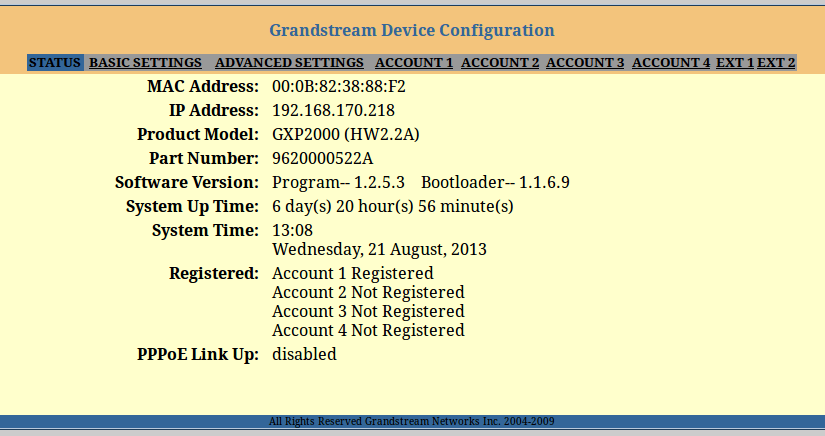 Grandstream Device Configuration
STATUS BASIC SETTINGS ADVANCED SETTINGS ACCOUNT 1 ACCOUNT 2 ACCOUNT 3 ACCOUNT 4 EXT 1 EXT 2
MAC Address: 00:0B:82:38:88:F2
IP Address: 192.168.170.218
Product Model: GXP2000 (HW2.2A)
Part Number: 9620000522A
Software Version: Program-- 1.2.5.3 Bootloader-- 1.1.6.9
System Up Time: 6 day(s) 20 hour(s) 56 minute(s)
System Time: 13:08
Wednesday, 21 August, 2013
Registered: Account 1 Registered
Account 2 Not Registered
Account 3 Not Registered
Account 4 Not Registered
PPPoE Link Up: disabled
All Rights Reserved Grandstream Networks Inc. 2004-2009